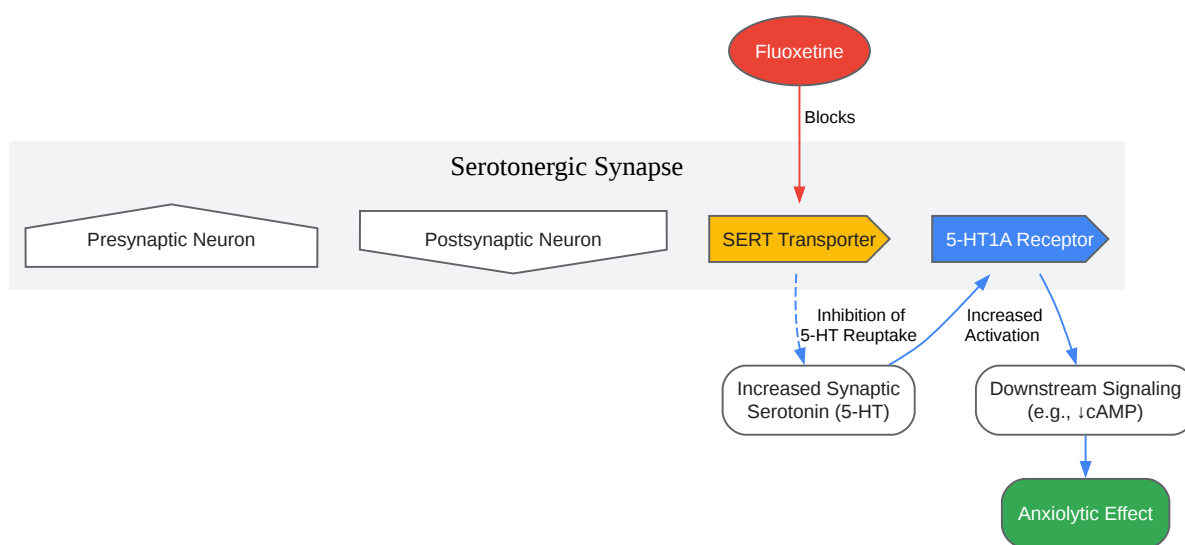 Fluoxetine
Blocks
Serotonergic Synapse
Presynaptic Neuron
Postsynaptic Neuron
SERT Transporter
5-HT1A Receptor
Inhibition of
5-HT Reuptake
Increased
Activation
Increased Synaptic
Serotonin (5-HT)
Downstream Signaling
(e.g., ↓cAMP)
Anxiolytic Effect